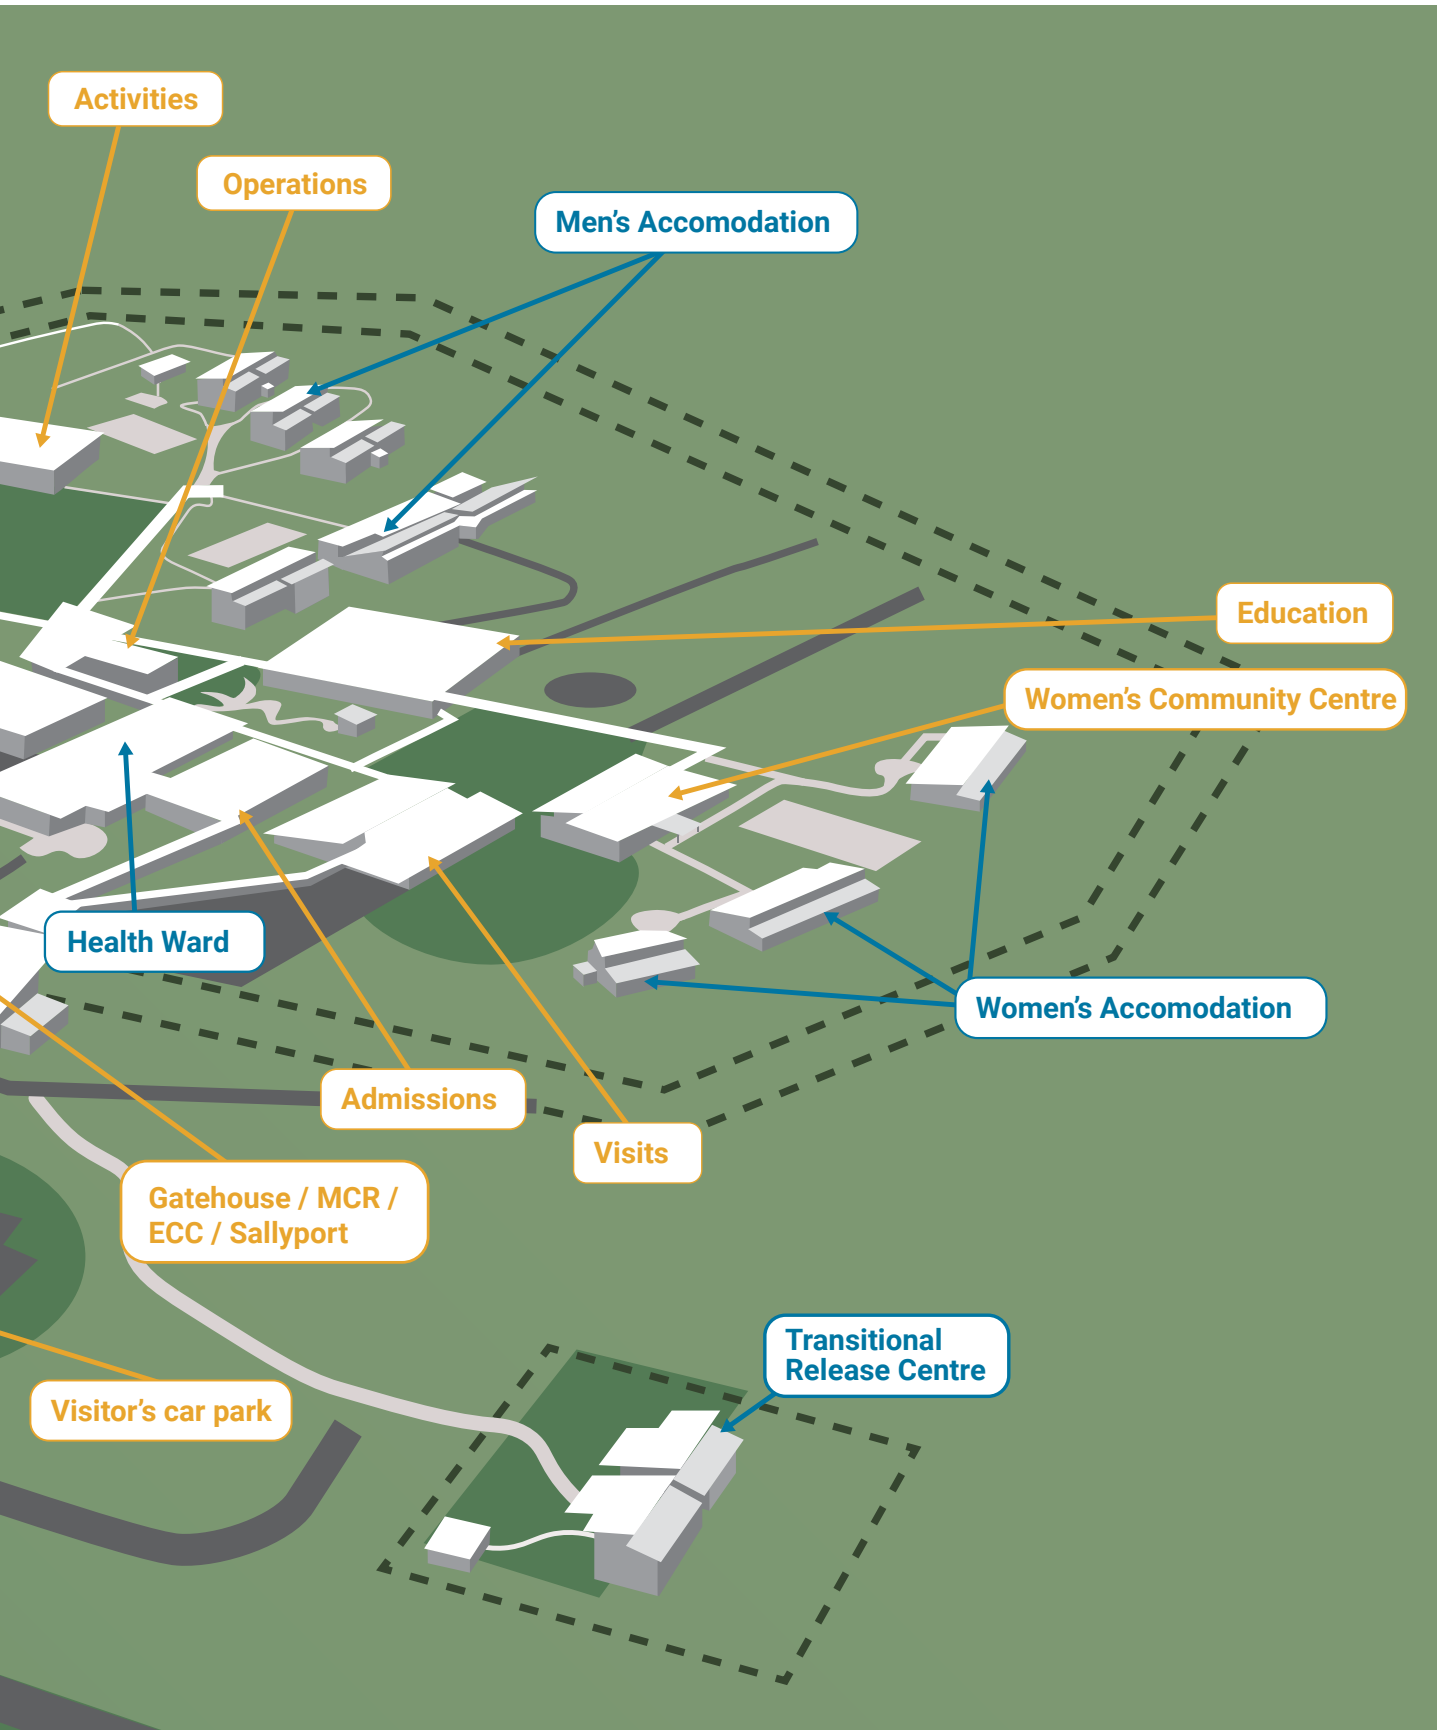 Activities
Operations
Men's Accomodation
Education
Women's Community Centre
Health Ward
Women's Accomodation
Admissions
Visits
Gatehouse / MCR /
ECC / Sallyport
Transitional
Release Centre
Visitor's car park